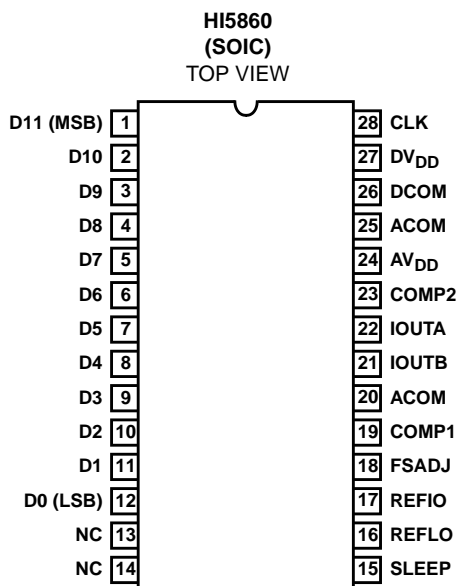 HI5860
(SOIC)
TOP VIEW
D11 (MSB) 1 28 CLK
D10 2 27 DVDD
D9 3 26 DCOM
D8 4 25 ACOM
D7 5 24 AVDD
D6 6 23 COMP2
D5 7 22 IOUTA
D4 8 21 IOUTB
D3 9 20 ACOM
D2 10 19 COMP1
D1 11 18 FSADJ
D0 (LSB) 12 17 REFIO
NC 13 16 REFLO
NC 14 15 SLEEP